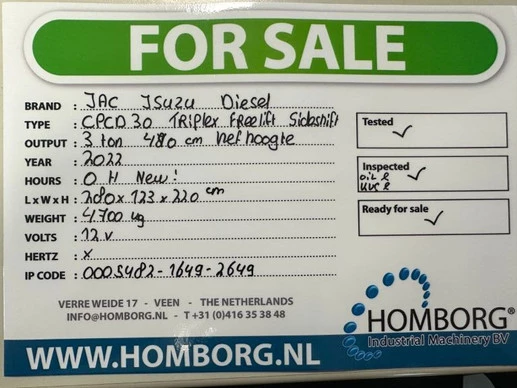 FOR SALE
BRAND : JAC Isuzu Diesel
TYPE : CPCD 30 Triplex Freelift Sideshift
OUTPUT : 3 ton 480 cm hefhoogte
YEAR : 2022
HOURS : 0 H New!
L x W x H : 280 x 123 x 220 cm
WEIGHT : 4700 kg
VOLTS : 12 v
HERTZ : x
IP CODE : 000S482-1649-2649
Tested
✓
Inspected
✓
Ready for sale
✓
VERRE WEIDE 17 - VEEN - THE NETHERLANDS
INFO@HOMBORG.NL - T +31 (0)416 35 38 48
HOMBORG®
Industrial Machinery BV
WWW.HOMBORG.NL